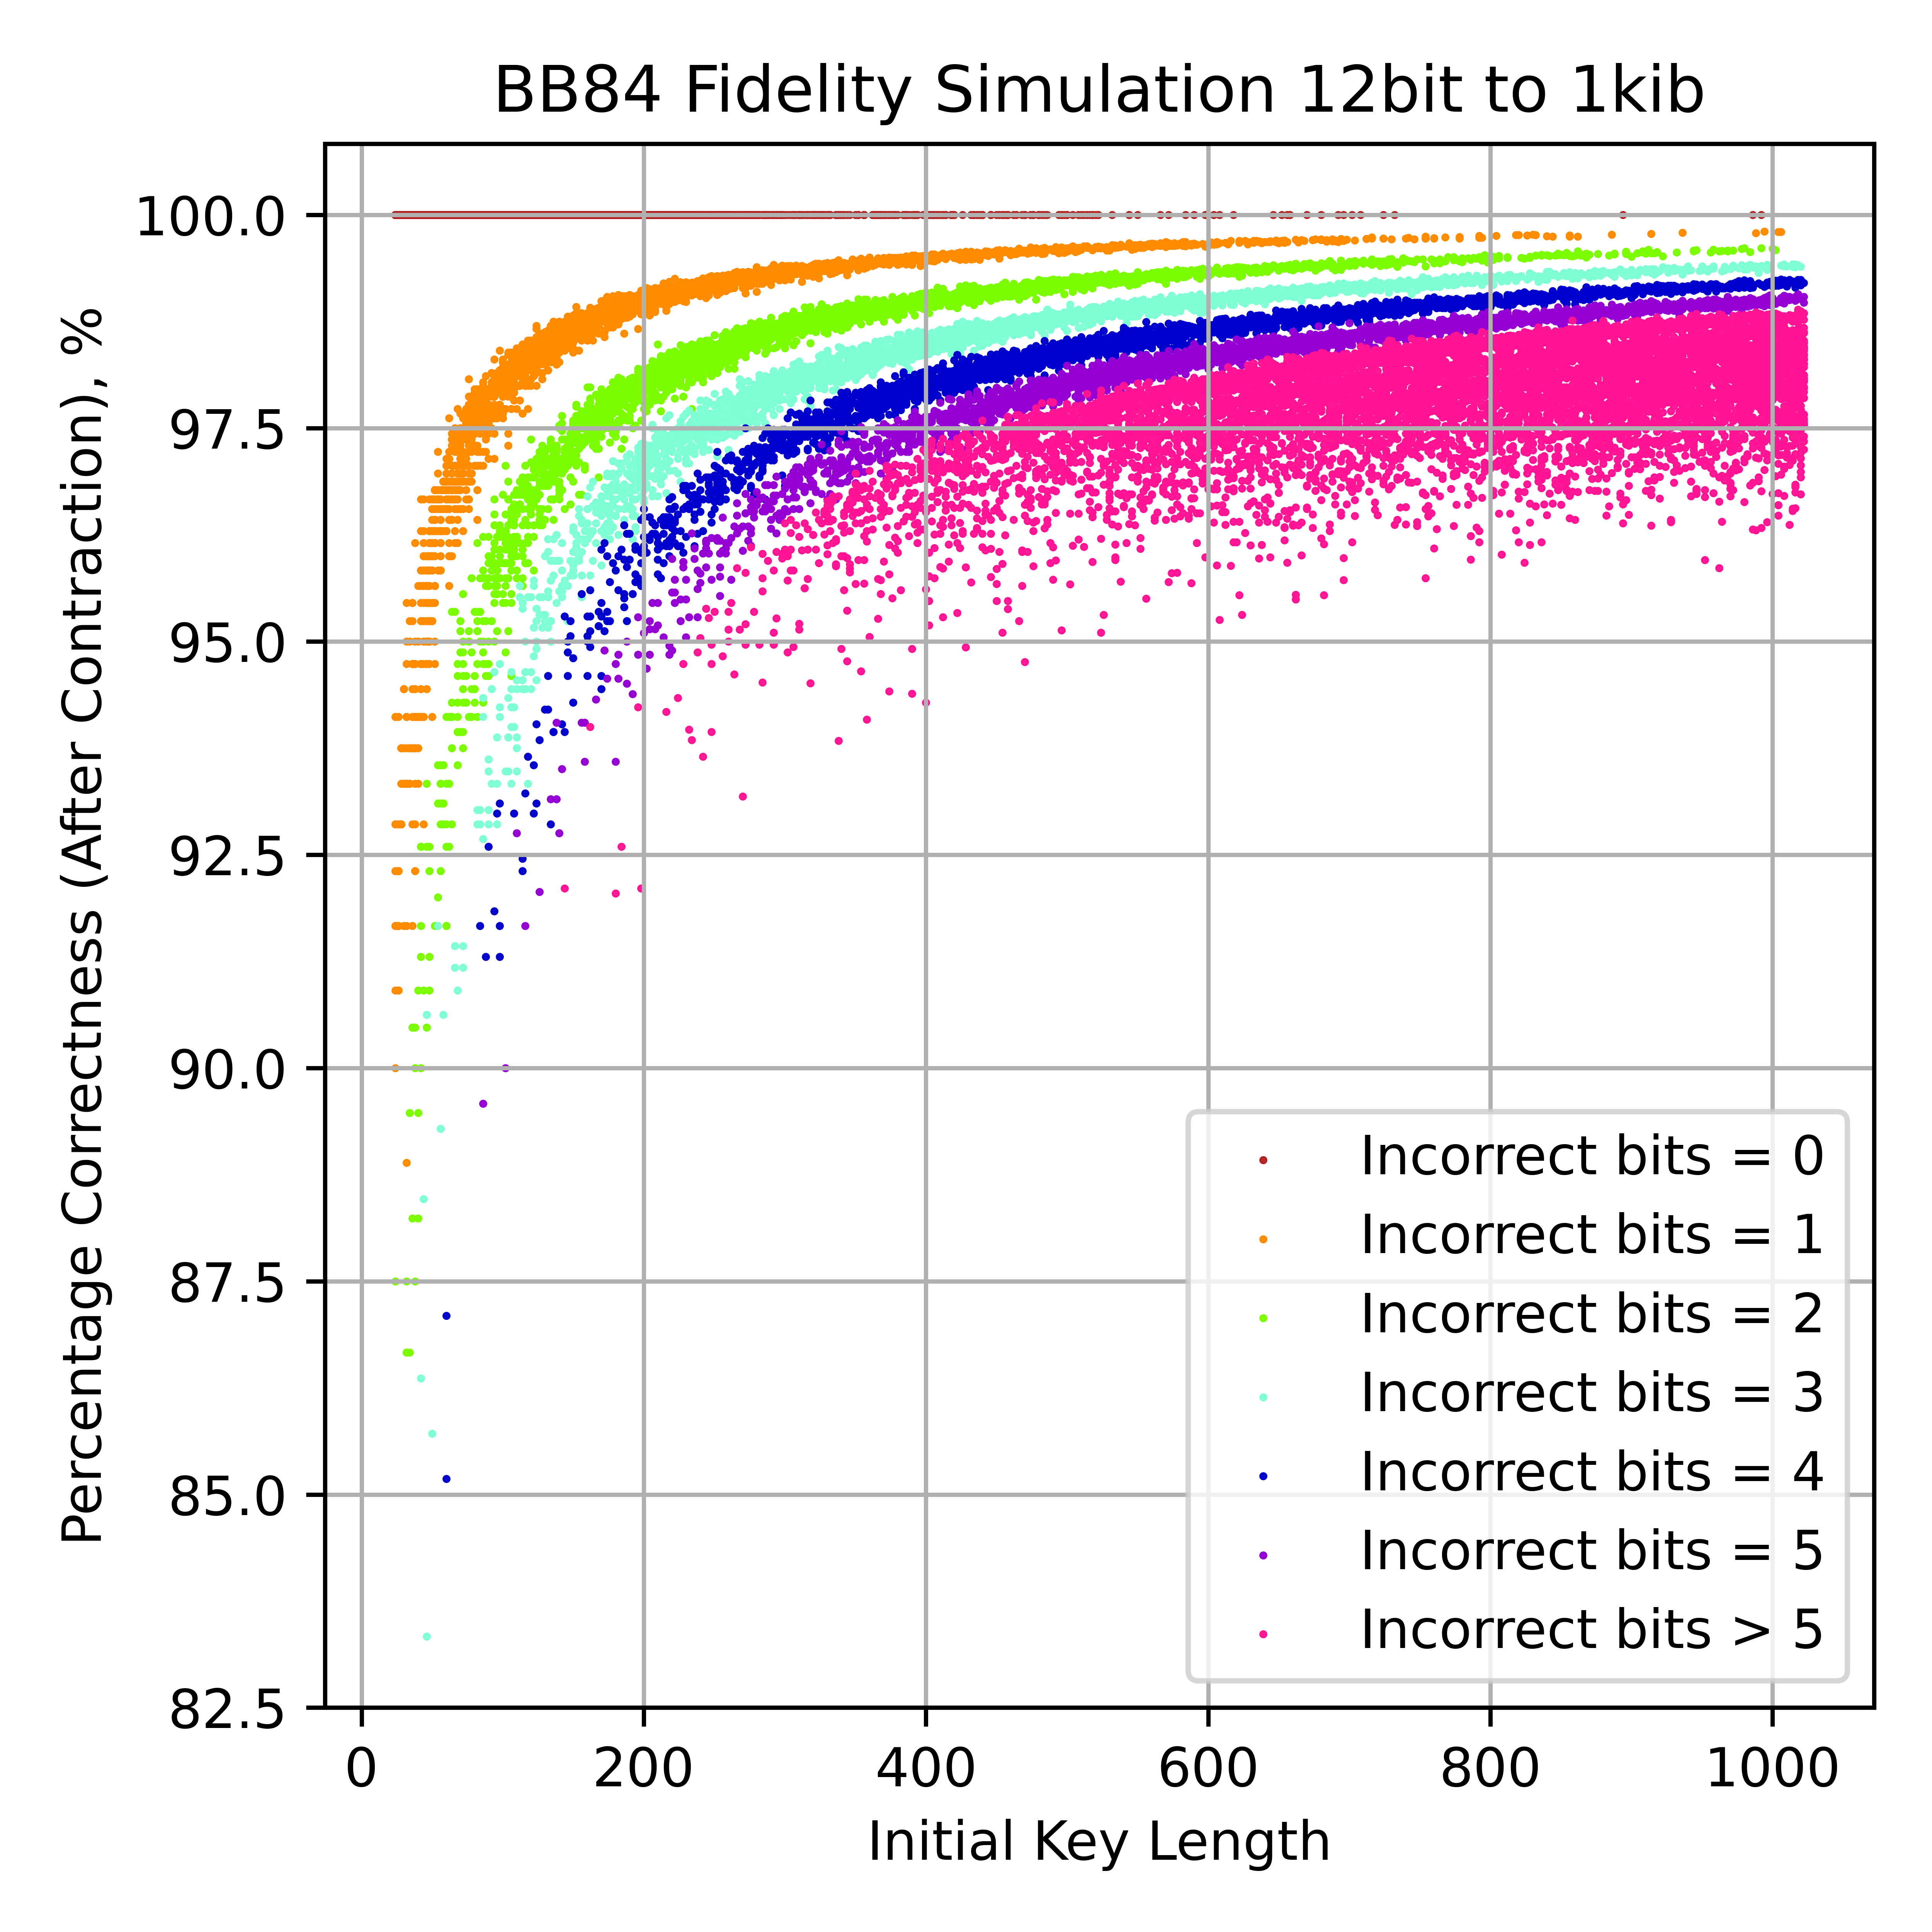 BB84 Fidelity Simulation 12bit to 1kib
Percentage Correctness (After Contraction), %
100.0
97.5
95.0
92.5
90.0
87.5
85.0
82.5
Incorrect bits = 0
Incorrect bits = 1
Incorrect bits = 2
Incorrect bits = 3
Incorrect bits = 4
Incorrect bits = 5
Incorrect bits > 5
0 200 400 600 800 1000
Initial Key Length